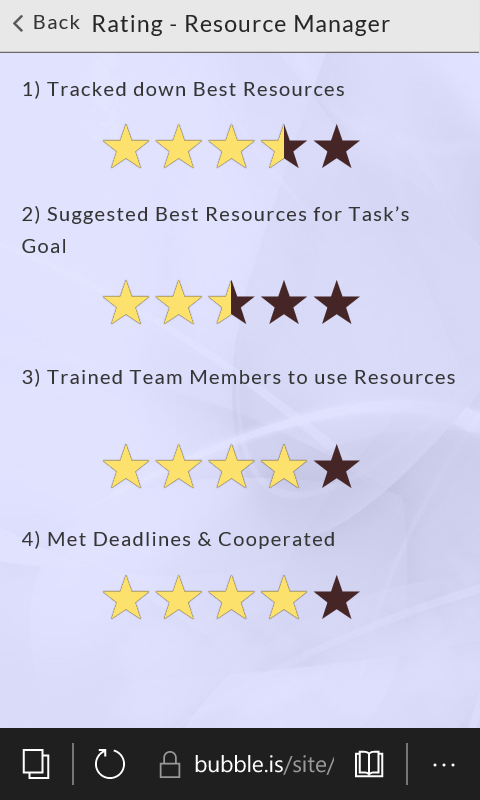 Back Rating - Resource Manager
1) Tracked down Best Resources
2) Suggested Best Resources for Task’s
Goal
3) Trained Team Members to use Resources
4) Met Deadlines & Cooperated
bubble.is/site/